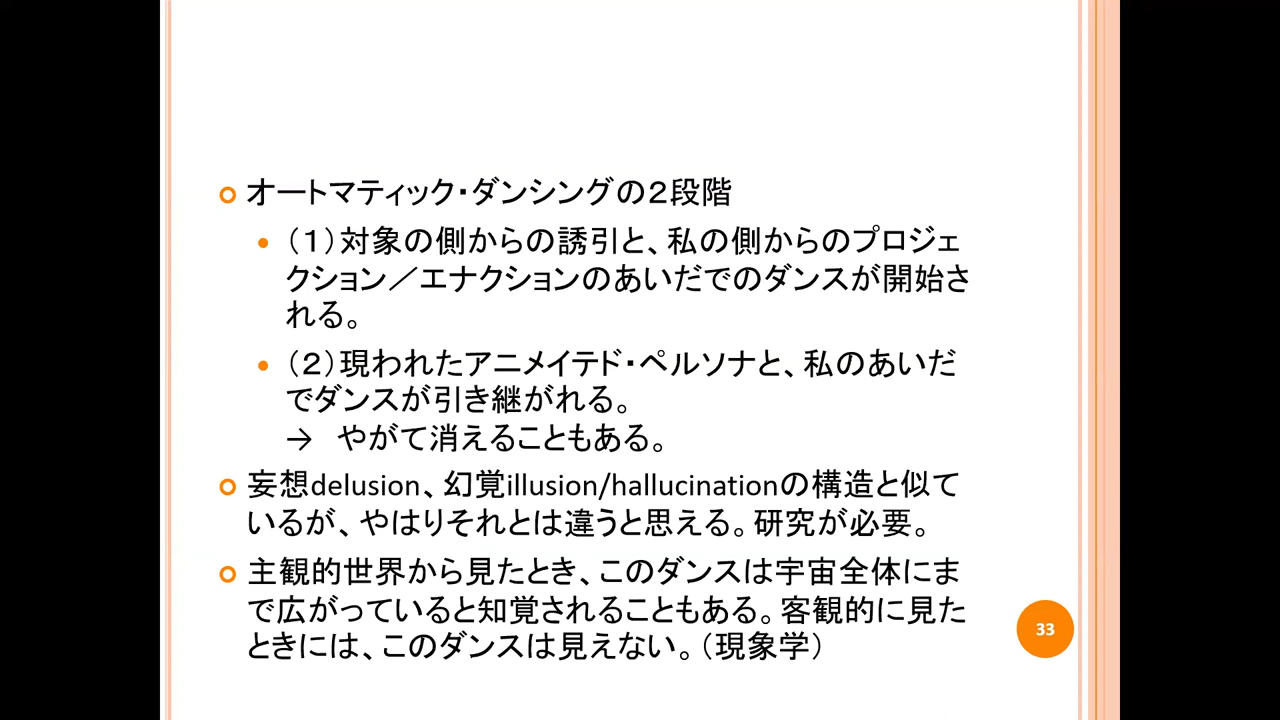 オートマティック・ダンシングの２段階
（１）対象の側からの誘引と、私の側からのプロジェ
クション／エナクションのあいだでのダンスが開始さ
れる。
（２）現われたアニメイテド・ペルソナと、私のあいだ
でダンスが引き継がれる。
→ やがて消えることもある。
妄想delusion、幻覚illusion/hallucinationの構造と似て
いるが、やはりそれとは違うと思える。研究が必要。
主観的世界から見たとき、このダンスは宇宙全体にま
で広がっていると知覚されることもある。客観的に見た
ときには、このダンスは見えない。（現象学）
33